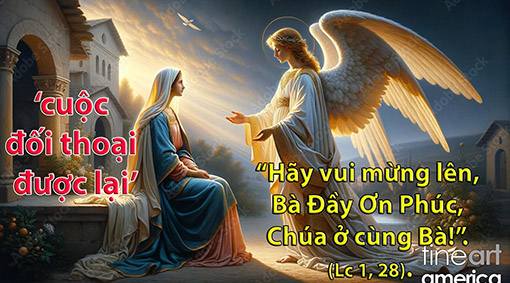 ‘cuộc
đối thoại
được lại’
“Hãy vui mừng lên,
Bà Đầy Ơn Phúc,
Chúa ở cùng Bà!”.
(Lc 1, 28).
fineart
america